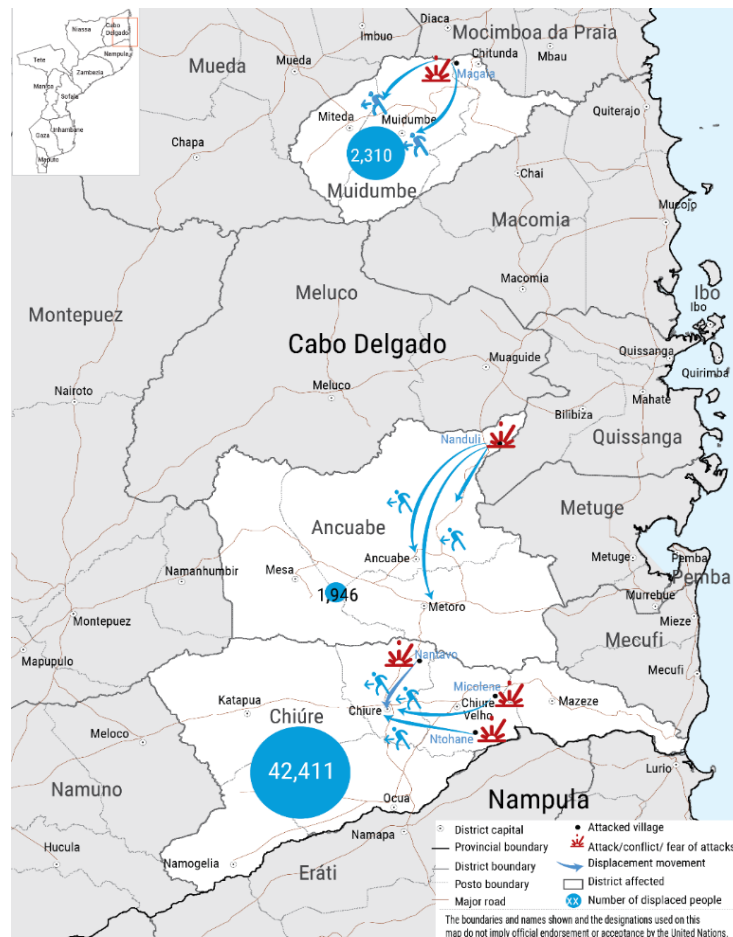 Niassa
Cabo
Delgado
Nampula
Tete
Zambezia
Manica
Sofala
Gaza
Inhambane
Maputo
Diaca
Imbuo
Mocimboa da Praia
Chitunda
Mbau
Mueda
Mueda
Magaia
Quiterajo
Miteda
Muidumbe
Chapa
2,310
Muidumbe
Chai
Mucojo
Macomia
Macomia
Meluco
Ibo
Ibo
Montepuez
Cabo Delgado
Muaguide
Quissanga
Quirimba
Meluco
Nairoto
Mahate
Bilibiza
Nanduli
Quissanga
Metuge
Ancuabe
Ancuabe
Metuge
Pemba
Pemba
Namanhumbir
Mesa
1,946
Metoro
Murrebue
Montepuez
Mieze
Mecufi
Nanzavo
Mapupulo
Mecufi
Micolene
Katapua
Chiure
Chiure
Velho
Mazeze
Chiúre
Meloco
Ntohane
42,411
Lurio
Namuno
Ocua
Nampula
Namapa
Hucula
Namogelia
Eráti
District capital
Provincial boundary
District boundary
Posto boundary
Major road
Attacked village
Attack/conflict/ fear of attacks
Displacement movement
District affected
XX
Number of displaced people
The boundaries and names shown and the designations used on this
map do not imply official endorsement or acceptance by the United Nations.